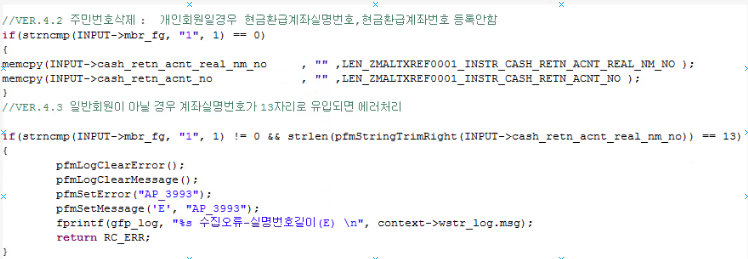 //VER.4.2 주민번호삭제 :   개인회원일경우 현금환급계좌실명번호,현금환급계좌번호 등록안함
if(strncmp(INPUT->mbr_fg, "1", 1) == 0)
{
memcpy(INPUT->cash_retn_acnt_real_nm_no     , "" ,LEN_ZMALTXREF0001_INSTR_CASH_RETN_ACNT_REAL_NM_NO );
memcpy(INPUT->cash_retn_acnt_no             , "" ,LEN_ZMALTXREF0001_INSTR_CASH_RETN_ACNT_NO );
}
//VER.4.3 일반회원이 아닐 경우 계좌실명번호가 13자리로 유입되면 에러처리
if(strncmp(INPUT->mbr_fg, "1", 1) != 0 && strlen(pfmStringTrimRight(INPUT->cash_retn_acnt_real_nm_no)) == 13)
{
        pfmLogClearError();
        pfmLogClearMessage();
        pfmSetError("AP_3993");
        pfmSetMessage('E', "AP_3993");
        fprintf(gfp_log, "%s 수집오류-실명번호길이(E) \n", context->wstr_log.msg);
        return RC_ERR;
}